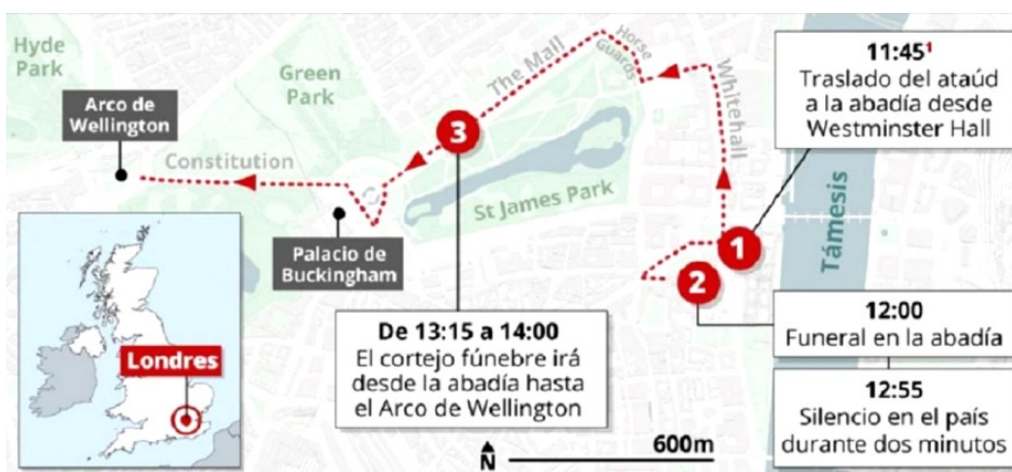 Hyde
Park
Green
Park
The Mall
Horse
Guards
Whitehall
11:45¹
Traslado del ataúd
a la abadía desde
Westminster Hall
Arco de
Wellington
3
Constitution
St James Park
Támesis
Palacio de
Buckingham
1
2
12:00
Funeral en la abadía
De 13:15 a 14:00
El cortejo fúnebre irá
desde la abadía hasta
el Arco de Wellington
Londres
12:55
Silencio en el país
durante dos minutos
N
600m